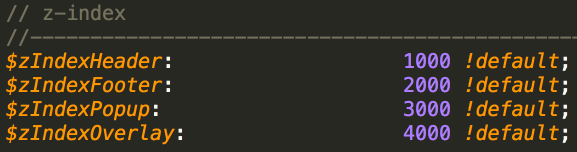 // z-index
//--------------------------------------------------
$zIndexHeader: 1000 !default;
$zIndexFooter: 2000 !default;
$zIndexPopup: 3000 !default;
$zIndexOverlay: 4000 !default;